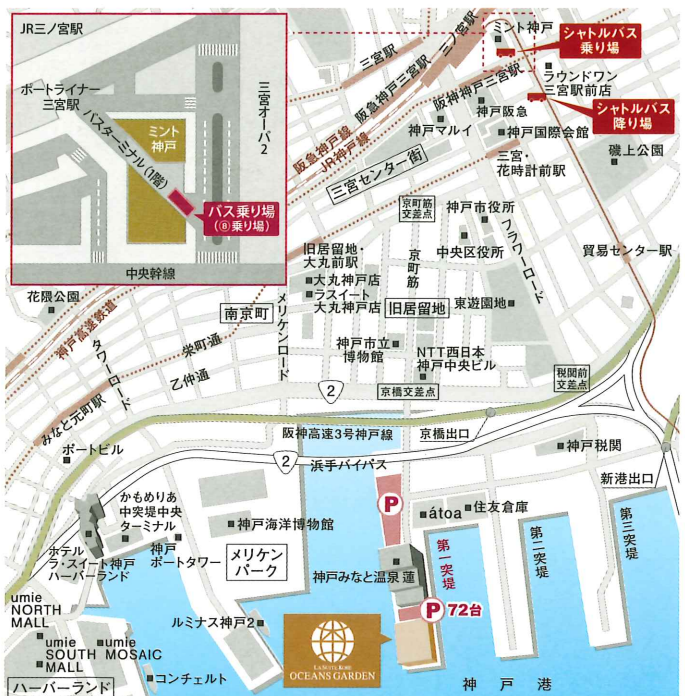 JR三ノ宮駅
ポートライナー
三宮駅
バスターミナル(1階)
ミント
神戸
三宮オーパ2
バス乗り場
(⑧乗り場)
中央幹線
三宮駅
三ノ宮駅
ミント神戸
シャトルバス
乗り場
阪急神戸三宮駅
阪神神戸三宮駅
ラウンドワン
三宮駅前店
シャトルバス
降り場
阪急神戸線
JR神戸線
神戸マルイ
神戸阪急
神戸国際会館
三宮センター街
三宮・
花時計前駅
磯上公園
京町筋
交差点
神戸市役所
フラワーロード
中央区役所
貿易センター駅
旧居留地・
大丸前駅
大丸神戸店
ラスイート
大丸神戸店
京町筋
旧居留地
東遊園地
花隈公園
神戸高速鉄道
南京町
メリケンロード
タワーロード
栄町通
乙仲通
神戸市立
博物館
NTT西日本
神戸中央ビル
2
京橋交差点
税関前
交差点
みなと元町駅
阪神高速3号神戸線
京橋出口
ポートビル
2
浜手バイパス
神戸税関
新港出口
かもめりあ
中突堤中央
ターミナル
神戸
ポートタワー
神戸海洋博物館
メリケン
パーク
P
átoa
住友倉庫
ホテル
ラ・スイート神戸
ハーバーランド
神戸みなと温泉 蓮
第一突堤
第二突堤
第三突堤
P 72台
umie
NORTH
MALL
umie
SOUTH
MALL
umie
MOSAIC
ルミナス神戸2
コンチェルト
ハーバーランド
LA SUITE KOBE
OCEANS GARDEN
神戸港